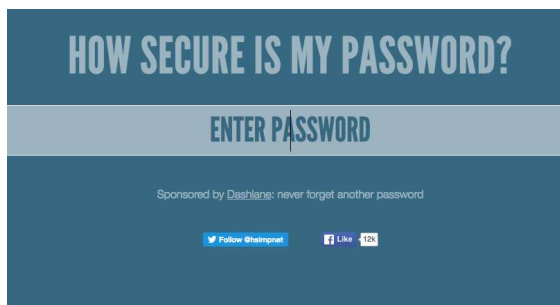 HOW SECURE IS MY PASSWORD?
ENTER PASSWORD
Sponsored by Dashlane: never forget another password
Follow @hsimpnet Like 12k